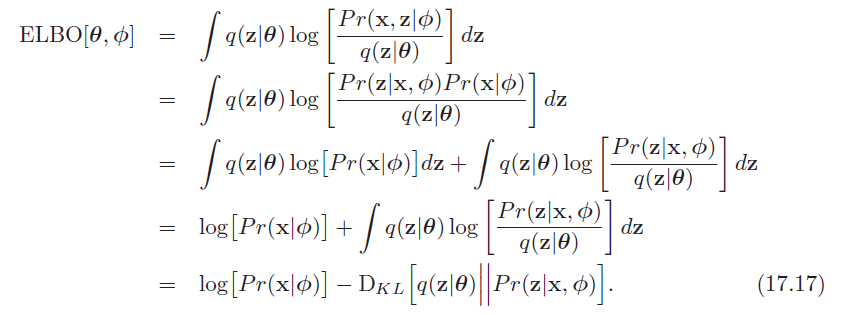 ELBO[θ, ϕ] = ∫ q(z|θ) log [Pr(x, z|ϕ) / q(z|θ)] dz
= ∫ q(z|θ) log [Pr(z|x, ϕ)Pr(x|ϕ) / q(z|θ)] dz
= ∫ q(z|θ) log[Pr(x|ϕ)]dz + ∫ q(z|θ) log [Pr(z|x, ϕ) / q(z|θ)] dz
= log[Pr(x|ϕ)] + ∫ q(z|θ) log [Pr(z|x, ϕ) / q(z|θ)] dz
= log[Pr(x|ϕ)] − D_KL[q(z|θ)||Pr(z|x, ϕ)]. (17.17)